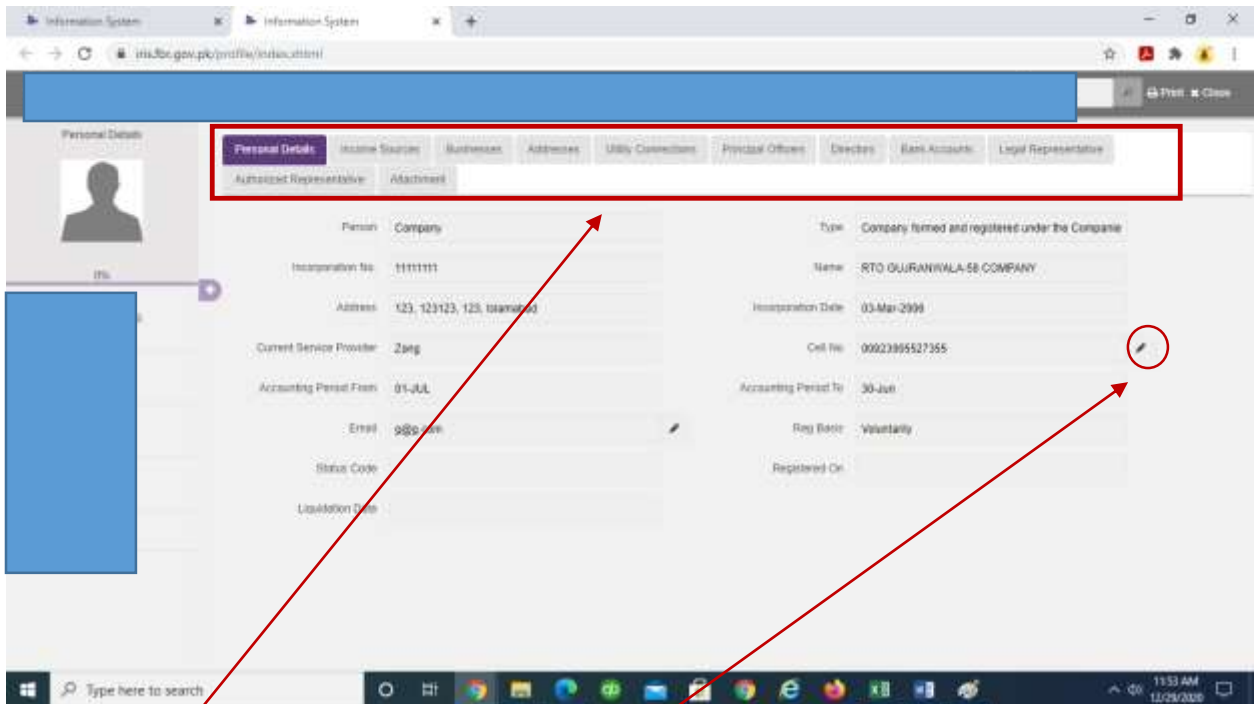 Information System
Information System
iris.fbr.gov.pk/profile/index.xhtml
Print Close
Personal Details
Personal Details Income Sources Businesses Addresses Utility Connections Principal Officers Directors Bank Accounts Legal Representative
Authorized Representative Attachment
Person Company Type Company formed and registered under the Companie
Incorporation No. 11111111 Name RTO GUJRANWALA-58 COMPANY
Address 123, 123123, 123, Islamabad Incorporation Date 03-Mar-2006
Current Service Provider Zong Cell No 00923365527355
Accounting Period From 01-JUL Accounting Period To 30-Jun
Email g@g.com Reg Basis Voluntarily
Status Code Registered On
Liquidation Date
Type here to search
11:53 AM
12/29/2020